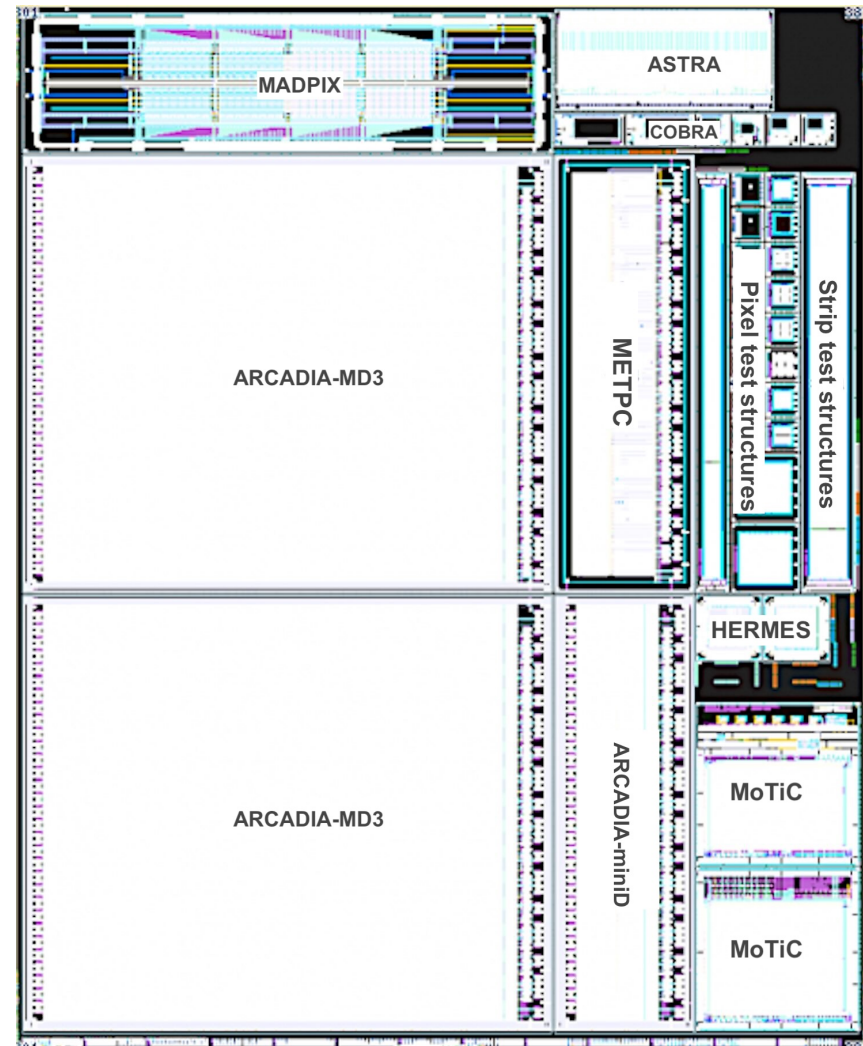 MADPIX
ASTRA
COBRA
ARCADIA-MD3
METPC
Pixel test structures
Strip test structures
HERMES
ARCADIA-MD3
ARCADIA-miniD
MoTiC
MoTiC